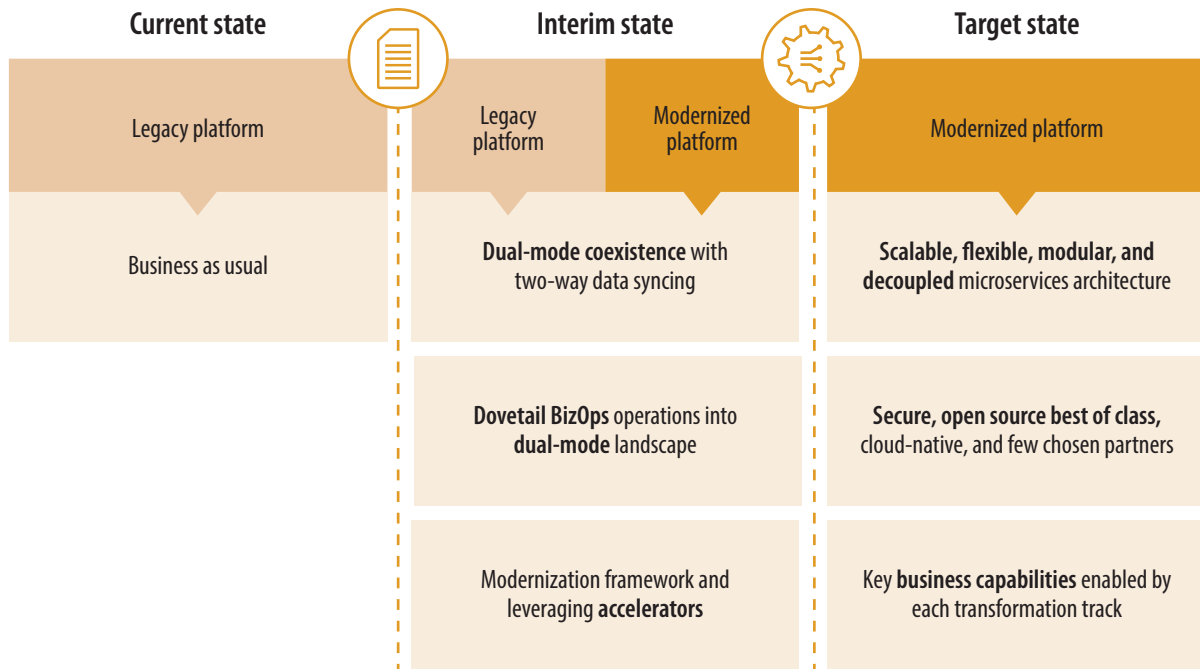 Current state
Interim state
Target state
Legacy platform
Legacy
platform
Modernized
platform
Modernized platform
Business as usual
Dual-mode coexistence with
two-way data syncing
Scalable, flexible, modular, and
decoupled microservices architecture
Dovetail BizOps operations into
dual-mode landscape
Secure, open source best of class,
cloud-native, and few chosen partners
Modernization framework and
leveraging accelerators
Key business capabilities enabled by
each transformation track